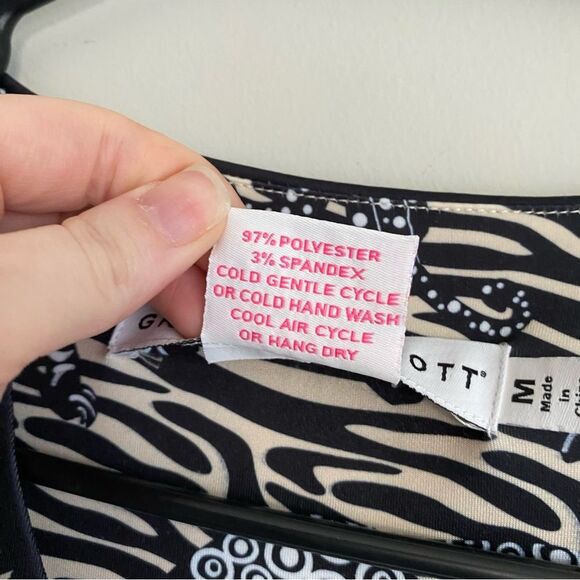 97% POLYESTER
3% SPANDEX
COLD GENTLE CYCLE
OR COLD HAND WASH
COOL AIR CYCLE
OR HANG DRY
OTT®
M
Made
in